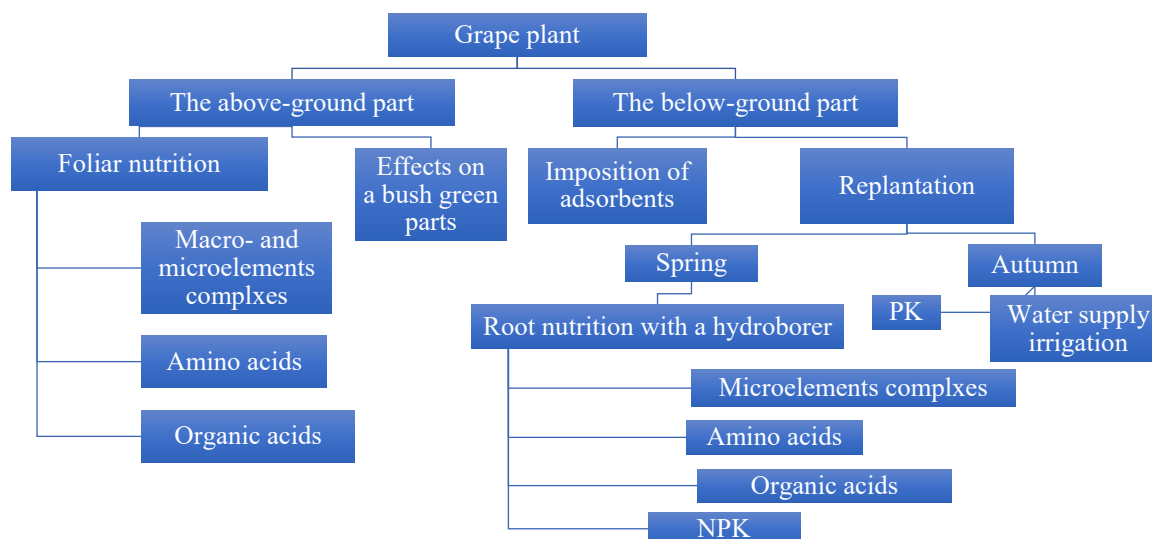 Grape plant
The above-ground part
The below-ground part
Foliar nutrition
Effects on
a bush green
parts
Imposition of
adsorbents
Replantation
Macro- and
microelements
complxes
Spring
Autumn
PK
Water supply
irrigation
Root nutrition with a hydroborer
Amino acids
Microelements complxes
Organic acids
Amino acids
Organic acids
NPK